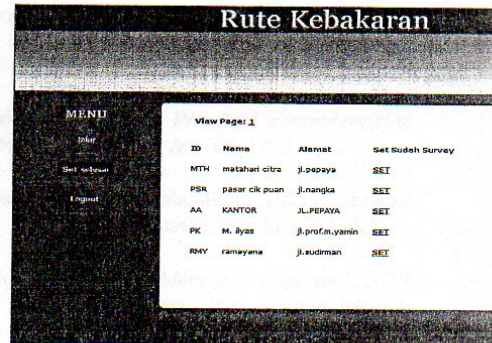 Rute Kebakaran
MENU
Jalur
Set selesai
Logout
View Page: 1
ID Nama Alamat Set Sudah Survey
MTH matahari citra jl.pepaya SET
PSR pasar cik puan jl.nangka SET
AA KANTOR JL.PEPAYA SET
PK M. ilyas jl.prof.m.yamin SET
RMY ramayana jl.sudirman SET